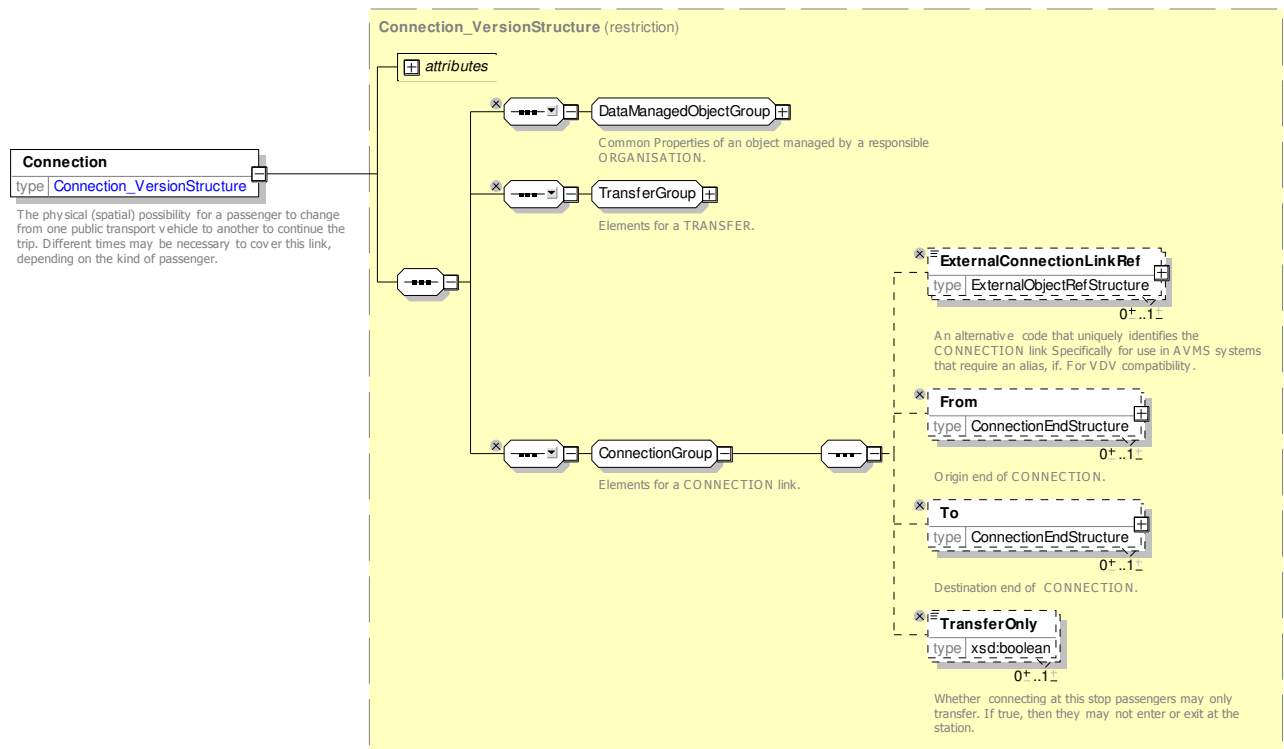 Connection_VersionStructure (restriction)
attributes
DataManagedObjectGroup
Common Properties of an object managed by a responsible
ORGANISATION.
Connection
type Connection_VersionStructure
The physical (spatial) possibility for a passenger to change
from one public transport vehicle to another to continue the
trip. Different times may be necessary to cover this link,
depending on the kind of passenger.
TransferGroup
Elements for a TRANSFER.
ExternalConnectionLinkRef
type ExternalObjectRefStructure
0..1
An alternative code that uniquely identifies the
CONNECTION link Specifically for use in AVMS systems
that require an alias, if. For VDV compatibility.
From
type ConnectionEndStructure
0..1
Origin end of CONNECTION.
ConnectionGroup
Elements for a CONNECTION link.
To
type ConnectionEndStructure
0..1
Destination end of CONNECTION.
TransferOnly
type xsd:boolean
0..1
Whether connecting at this stop passengers may only
transfer. If true, then they may not enter or exit at the
station.